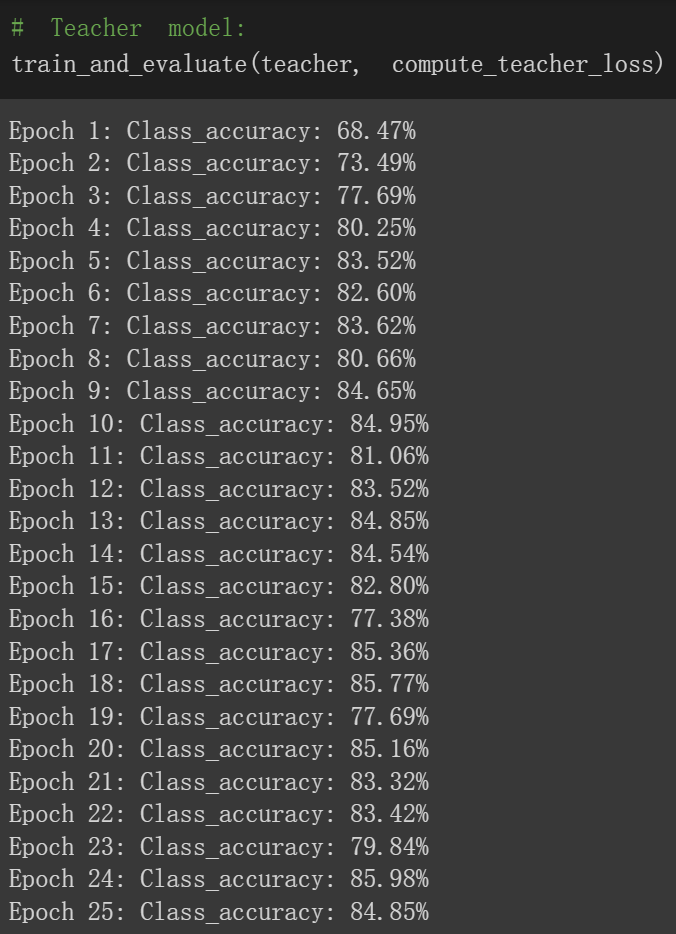 # Teacher model:
train_and_evaluate(teacher, compute_teacher_loss)
Epoch 1: Class_accuracy: 68.47%
Epoch 2: Class_accuracy: 73.49%
Epoch 3: Class_accuracy: 77.69%
Epoch 4: Class_accuracy: 80.25%
Epoch 5: Class_accuracy: 83.52%
Epoch 6: Class_accuracy: 82.60%
Epoch 7: Class_accuracy: 83.62%
Epoch 8: Class_accuracy: 80.66%
Epoch 9: Class_accuracy: 84.65%
Epoch 10: Class_accuracy: 84.95%
Epoch 11: Class_accuracy: 81.06%
Epoch 12: Class_accuracy: 83.52%
Epoch 13: Class_accuracy: 84.85%
Epoch 14: Class_accuracy: 84.54%
Epoch 15: Class_accuracy: 82.80%
Epoch 16: Class_accuracy: 77.38%
Epoch 17: Class_accuracy: 85.36%
Epoch 18: Class_accuracy: 85.77%
Epoch 19: Class_accuracy: 77.69%
Epoch 20: Class_accuracy: 85.16%
Epoch 21: Class_accuracy: 83.32%
Epoch 22: Class_accuracy: 83.42%
Epoch 23: Class_accuracy: 79.84%
Epoch 24: Class_accuracy: 85.98%
Epoch 25: Class_accuracy: 84.85%